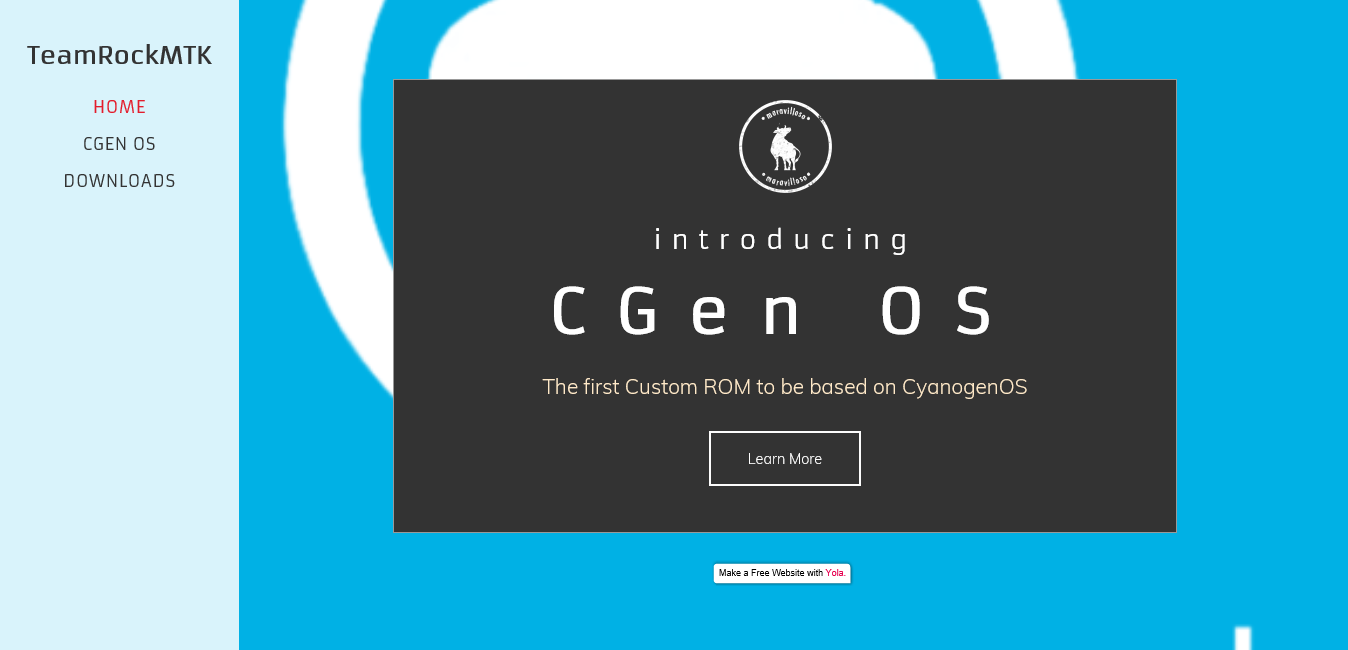 TeamRockMTK
HOME
CGEN OS
DOWNLOADS
maravilloso
maravilloso
introducing
CGen OS
The first Custom ROM to be based on CyanogenOS
Learn More
Make a Free Website with Yola.